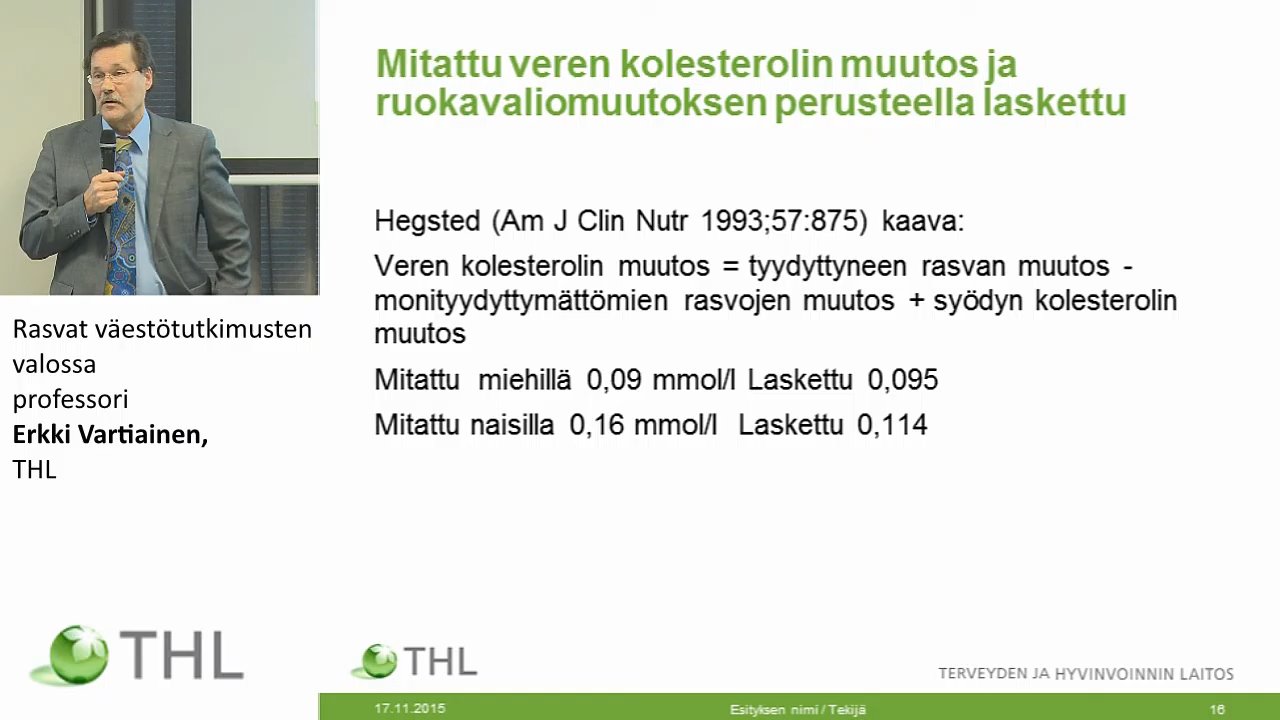 Mitattu veren kolesterolin muutos ja
ruokavaliomuutoksen perusteella laskettu
Hegsted (Am J Clin Nutr 1993;57:875) kaava:
Veren kolesterolin muutos = tyydyttyneen rasvan muutos -
monityydyttymättömien rasvojen muutos + syödyn kolesterolin
muutos
Mitattu miehillä 0,09 mmol/l Laskettu 0,095
Mitattu naisilla 0,16 mmol/l Laskettu 0,114
Rasvat väestötutkimusten
valossa
professori
Erkki Vartiainen,
THL
THL
THL
TERVEYDEN JA HYVINVOINNIN LAITOS
17.11.2015
Esityksen nimi / Tekijä
16